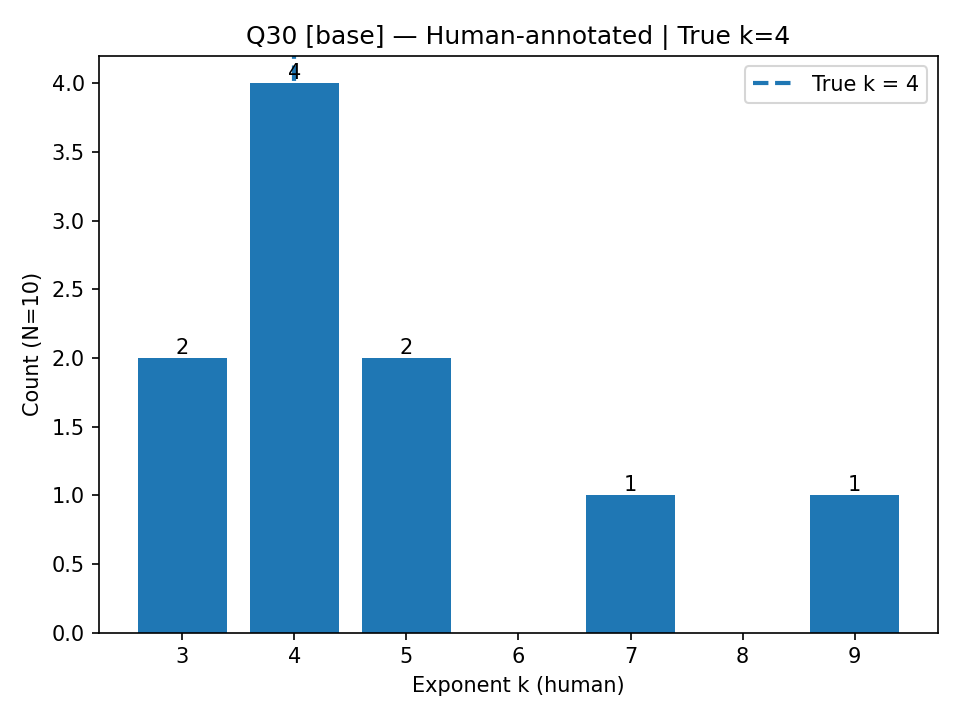 Q30 [base] — Human-annotated | True k=4
True k = 4
4
2
2
1
1
4.0
3.5
3.0
2.5
2.0
1.5
1.0
0.5
0.0
Count (N=10)
3 4 5 6 7 8 9
Exponent k (human)